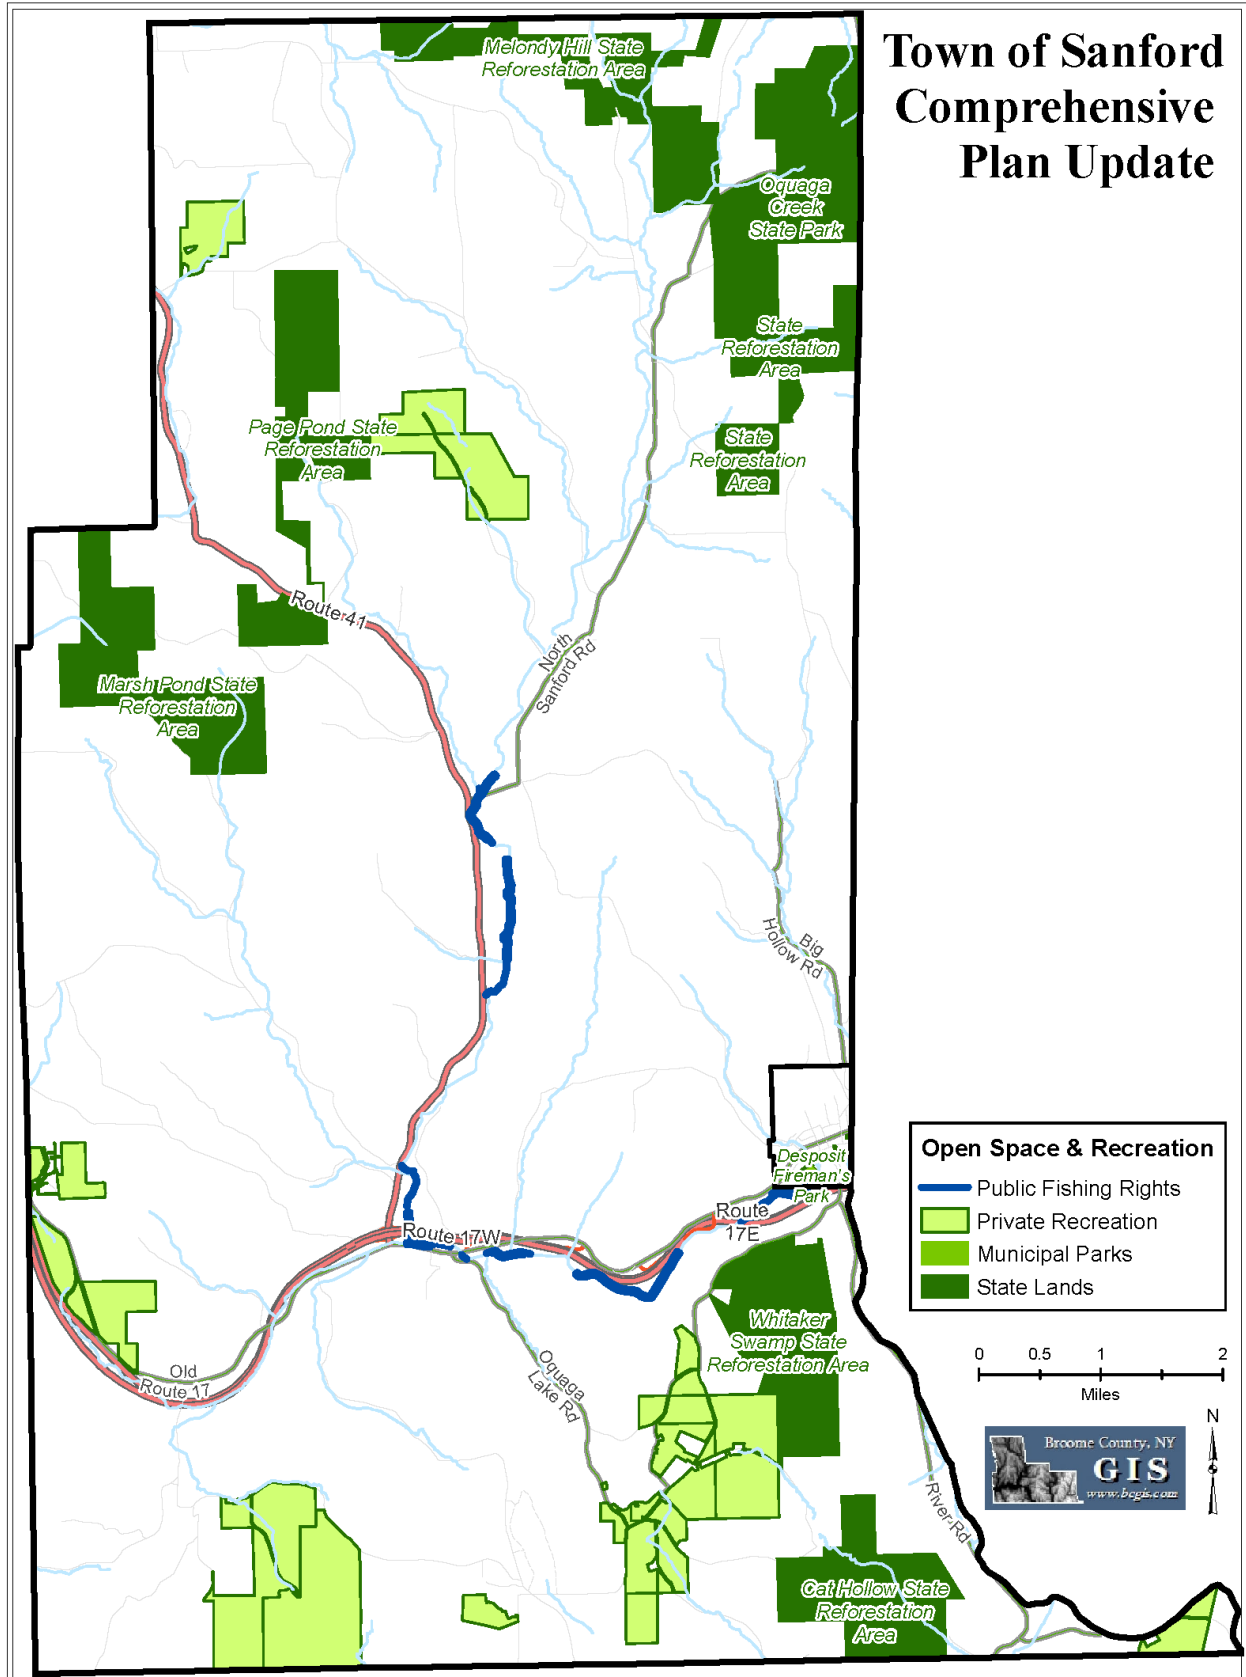 Town of Sanford
Comprehensive
Plan Update
Melondy Hill State
Reforestation Area
Oquaga
Creek
State Park
State
Reforestation
Area
Page Pond State
Reforestation
Area
State
Reforestation
Area
Route 41
North
Sanford Rd
Marsh Pond State
Reforestation
Area
Big
Hollow Rd
Desposit
Fireman's
Park
Route
17E
Route 17W
Whitaker
Swamp State
Reforestation Area
Old
Route 17
Oquaga
Lake Rd
River Rd
Cat Hollow State
Reforestation
Area
Open Space & Recreation
Public Fishing Rights
Private Recreation
Municipal Parks
State Lands
0 0.5 1 2
Miles
N
Broome County, NY
GIS
www.bcgis.com